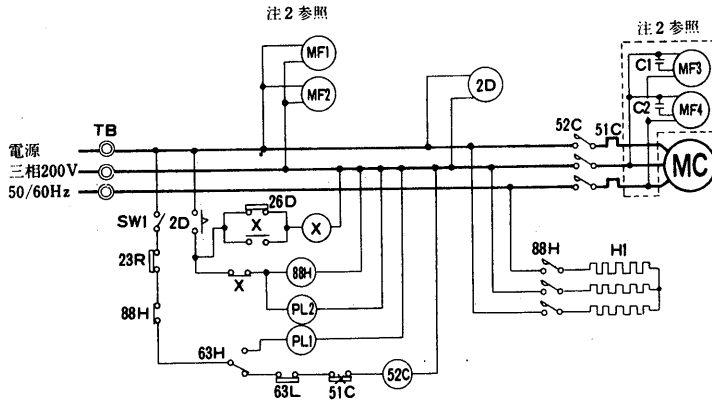 注2参照
注2参照
MF1
MF2
2D
C1
MF3
C2
MF4
52C
51C
MC
TB
電源
三相200V
50/60Hz
SW1
2D
26D
X
X
23R
X
88H
88H
H1
88H
PL2
PL1
63H
63L
51C
52C